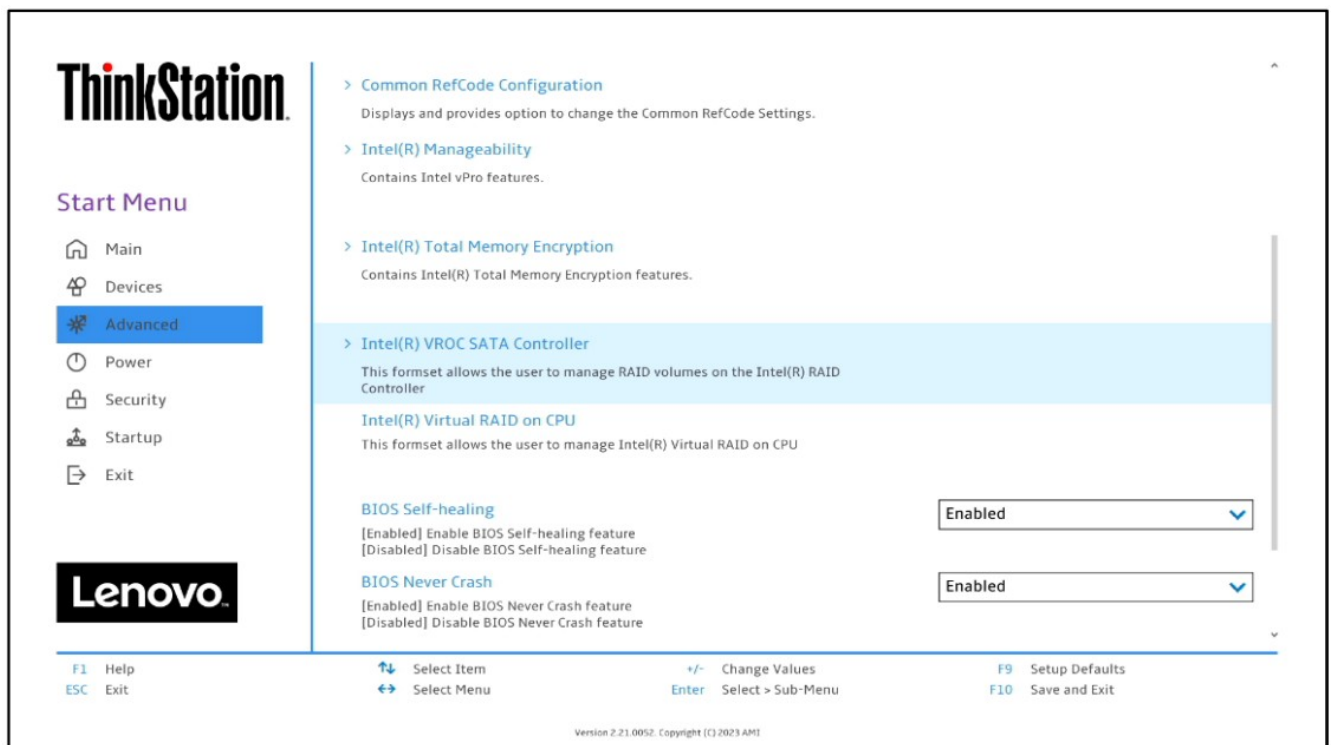 ThinkStation.
Start Menu
Main
Devices
Advanced
Power
Security
Startup
Exit
Lenovo™
> Common RefCode Configuration
Displays and provides option to change the Common RefCode Settings.
> Intel(R) Manageability
Contains Intel vPro features.
> Intel(R) Total Memory Encryption
Contains Intel(R) Total Memory Encryption features.
> Intel(R) VROC SATA Controller
This formset allows the user to manage RAID volumes on the Intel(R) RAID
Controller
Intel(R) Virtual RAID on CPU
This formset allows the user to manage Intel(R) Virtual RAID on CPU
BIOS Self-healing
Enabled
[Enabled] Enable BIOS Self-healing feature
[Disabled] Disable BIOS Self-healing feature
BIOS Never Crash
Enabled
[Enabled] Enable BIOS Never Crash feature
[Disabled] Disable BIOS Never Crash feature
F1 Help ↑↓ Select Item +/- Change Values F9 Setup Defaults
ESC Exit ↔ Select Menu Enter Select > Sub-Menu F10 Save and Exit
Version 2.21.0052. Copyright (C) 2023 AMI